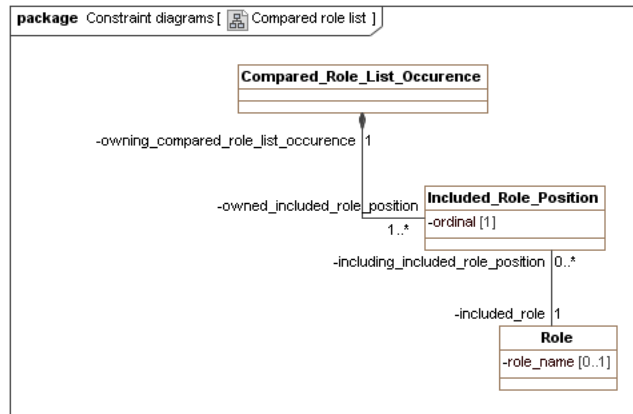 package Constraint diagrams [ Compared role list ]
Compared_Role_List_Occurence
-owning_compared_role_list_occurence 1
-owned_included_role_position
1..*
Included_Role_Position
-ordinal [1]
-including_included_role_position 0..*
-included_role 1
Role
-role_name [0..1]